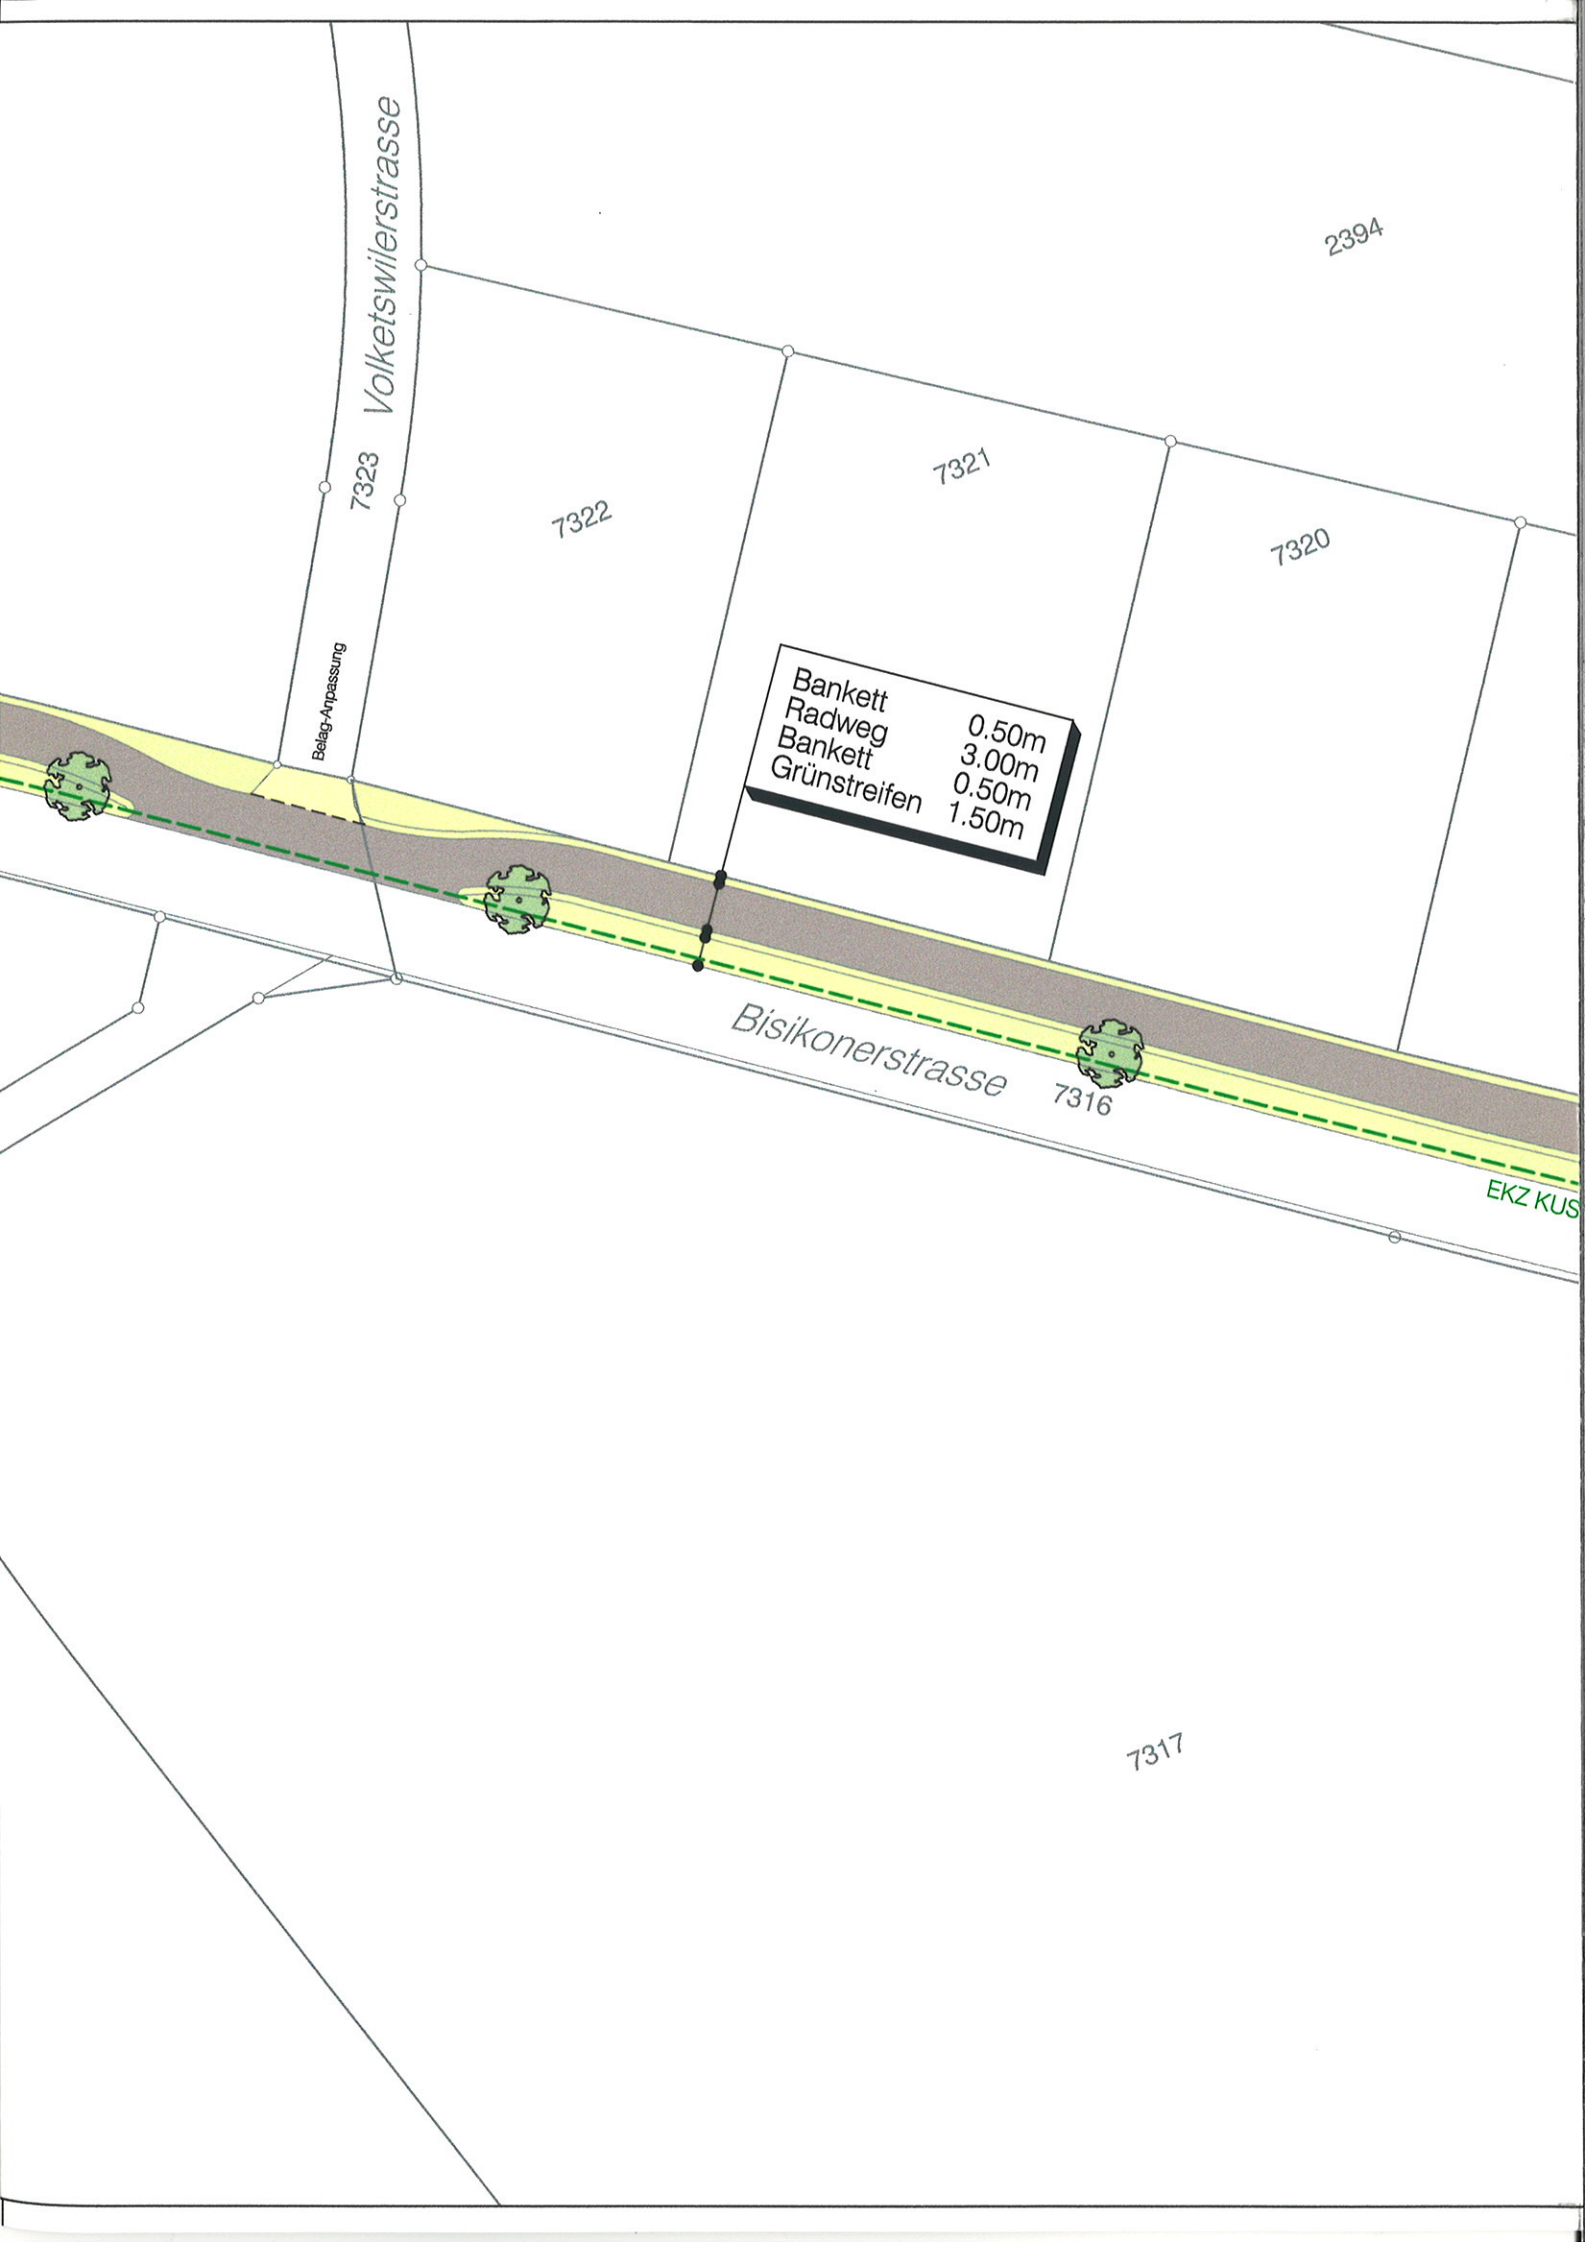 Volketswilerstrasse
7323
2394
7321
7322
7320
Belag-Anpassung
Bankett 0.50m
Radweg 3.00m
Bankett 0.50m
Grünstreifen 1.50m
Bisikonerstrasse
7316
EKZ KUS
7317